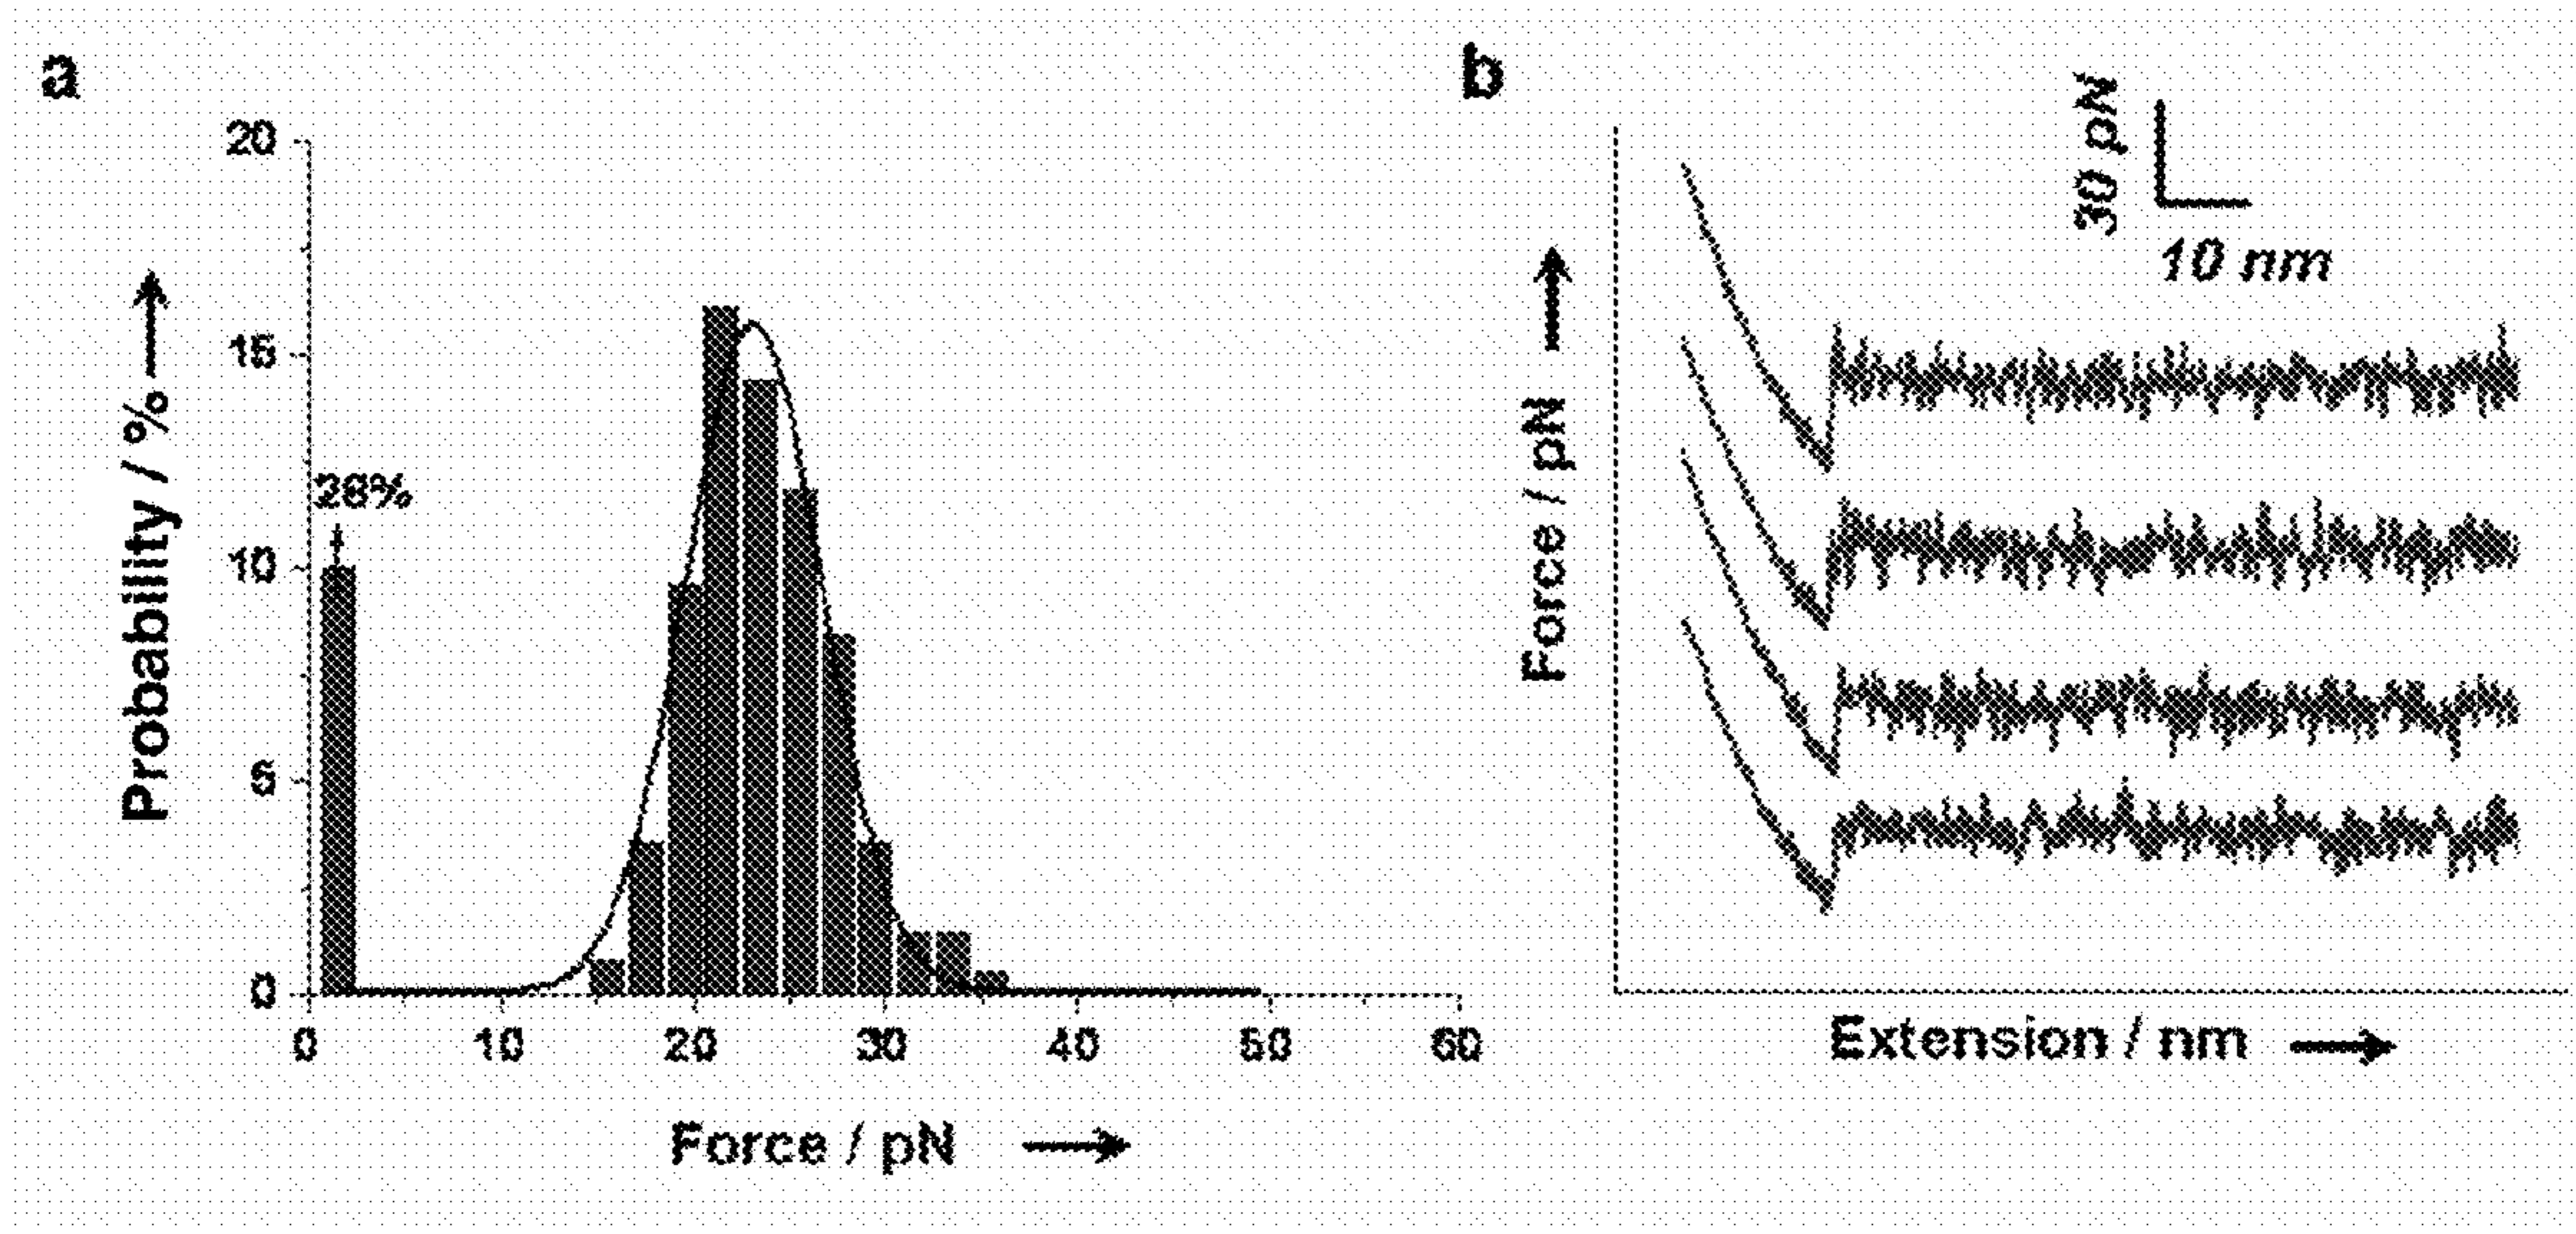 a
20
15
10
5
0
28%
Probability / % →
0 10 20 30 40 50 60
Force / pN →
b
30 pN
10 nm
Force / pN →
Extension / nm →